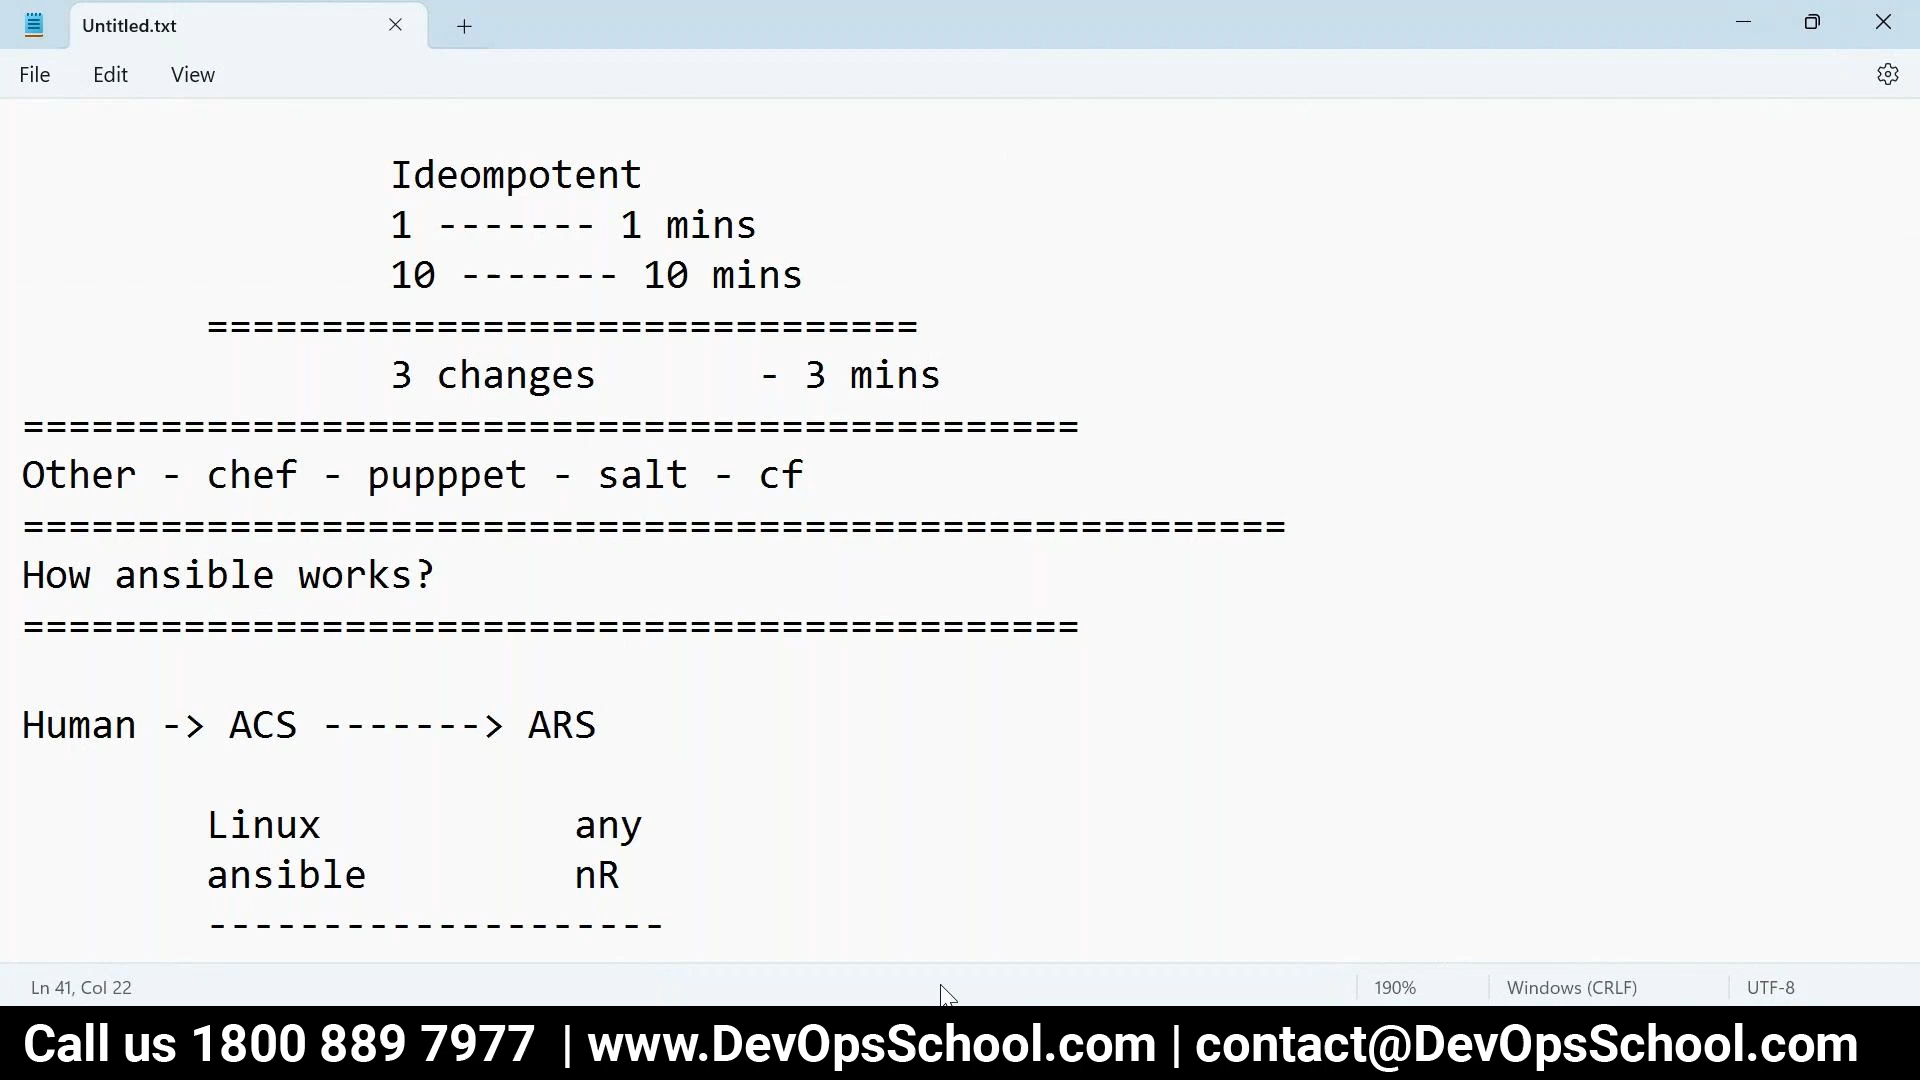 Untitled.txt
File Edit View
Ideompotent
1 ------- 1 mins
10 ------- 10 mins
===============================
3 changes - 3 mins
==============================================
Other - chef - pupppet - salt - cf
=======================================================
How ansible works?
==============================================
Human -> ACS -------> ARS
Linux any
ansible nR
--------------------
Ln 41, Col 22 190% Windows (CRLF) UTF-8
Call us 1800 889 7977 | www.DevOpsSchool.com | contact@DevOpsSchool.com